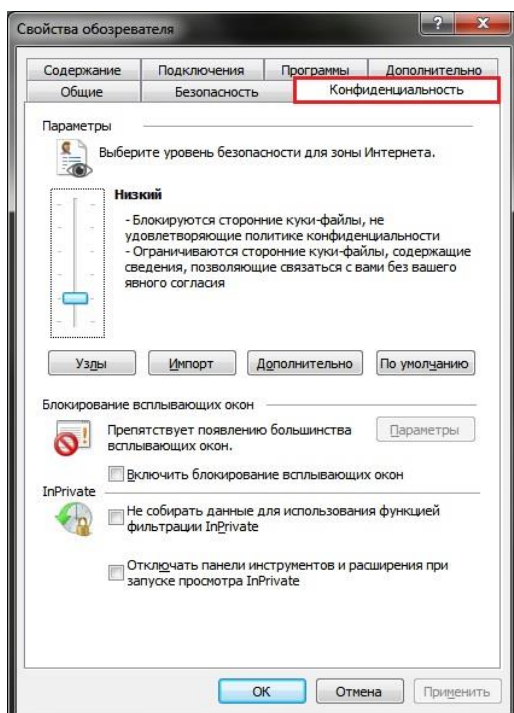 Свойства обозревателя
Содержание Подключения Программы Дополнительно
Общие Безопасность Конфиденциальность
Параметры
Выберите уровень безопасности для зоны Интернета.
Низкий
- Блокируются сторонние куки-файлы, не
удовлетворяющие политике конфиденциальности
- Ограничиваются сторонние куки-файлы, содержащие
сведения, позволяющие связаться с вами без вашего
явного согласия
Узлы Импорт Дополнительно По умолчанию
Блокирование всплывающих окон
Препятствует появлению большинства
всплывающих окон.
Параметры
Включить блокирование всплывающих окон
InPrivate
Не собирать данные для использования функцией
фильтрации InPrivate
Отключать панели инструментов и расширения при
запуске просмотра InPrivate
ОК Отмена Применить